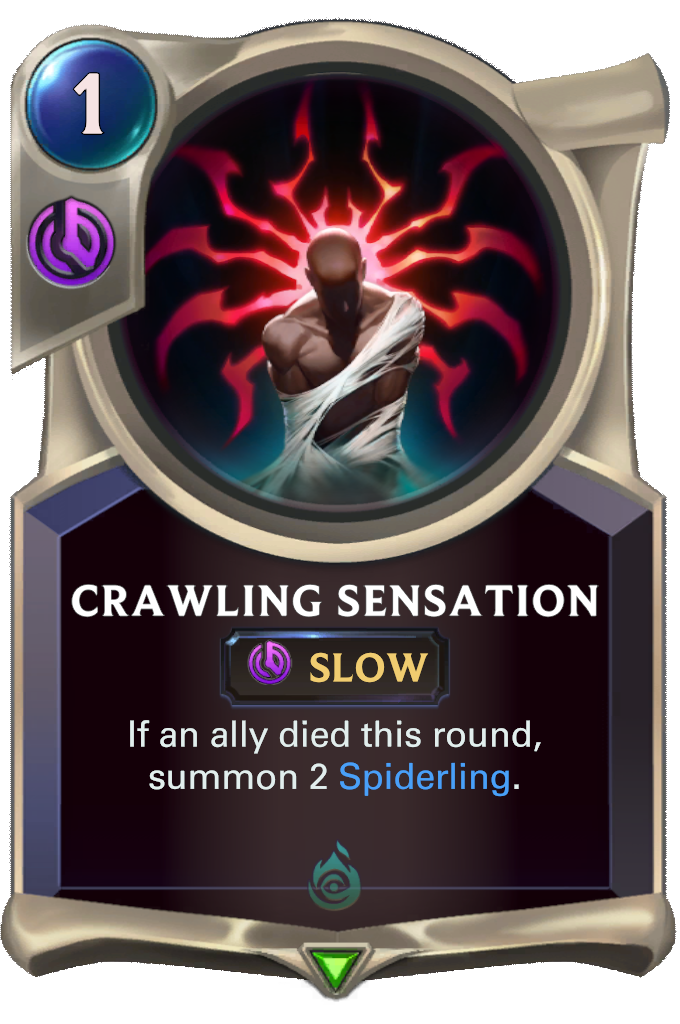 1
CRAWLING SENSATION
SLOW
If an ally died this round,
summon 2 Spiderling.